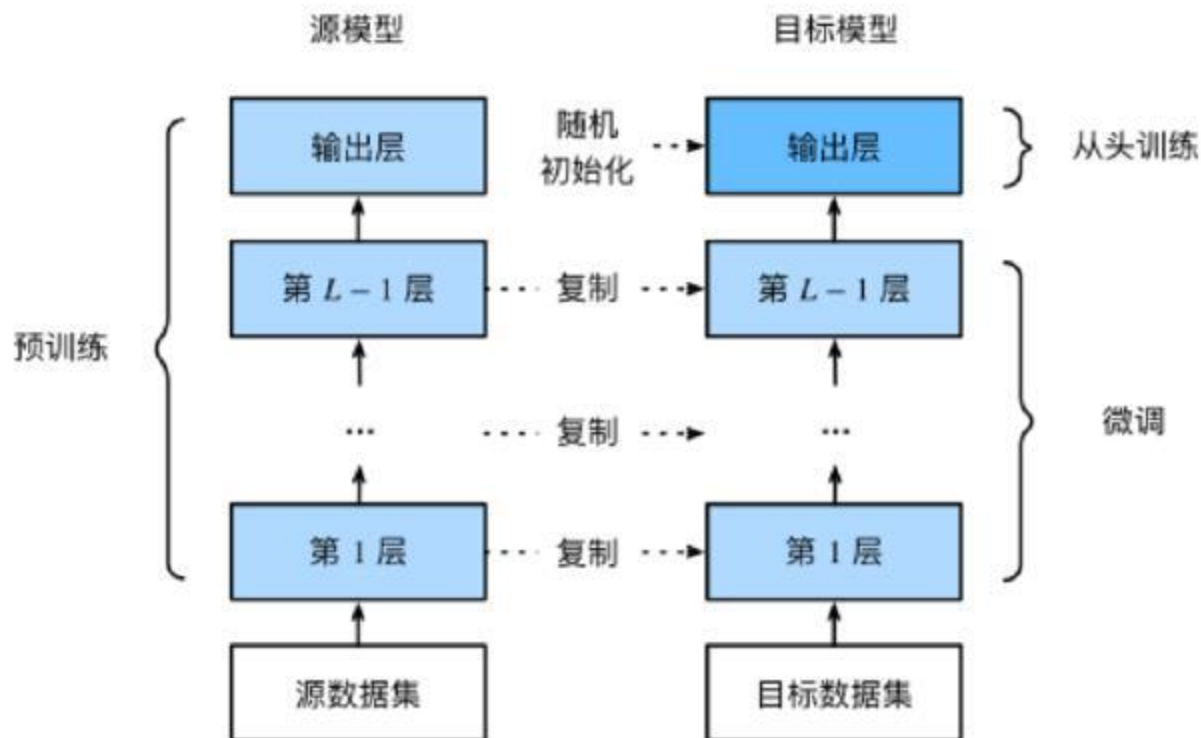 源模型
目标模型
输出层
随机
初始化
输出层
从头训练
第 L – 1 层
复制
第 L – 1 层
预训练
...
复制
...
微调
第 1 层
复制
第 1 层
源数据集
目标数据集